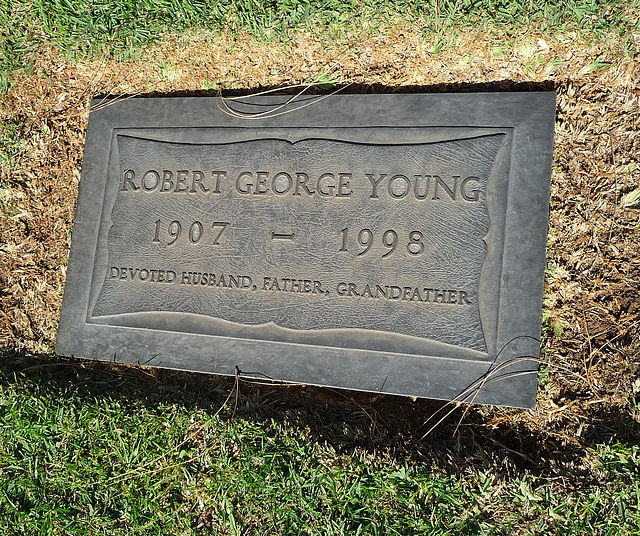 ROBERT GEORGE YOUNG
1907 – 1998
DEVOTED HUSBAND, FATHER, GRANDFATHER